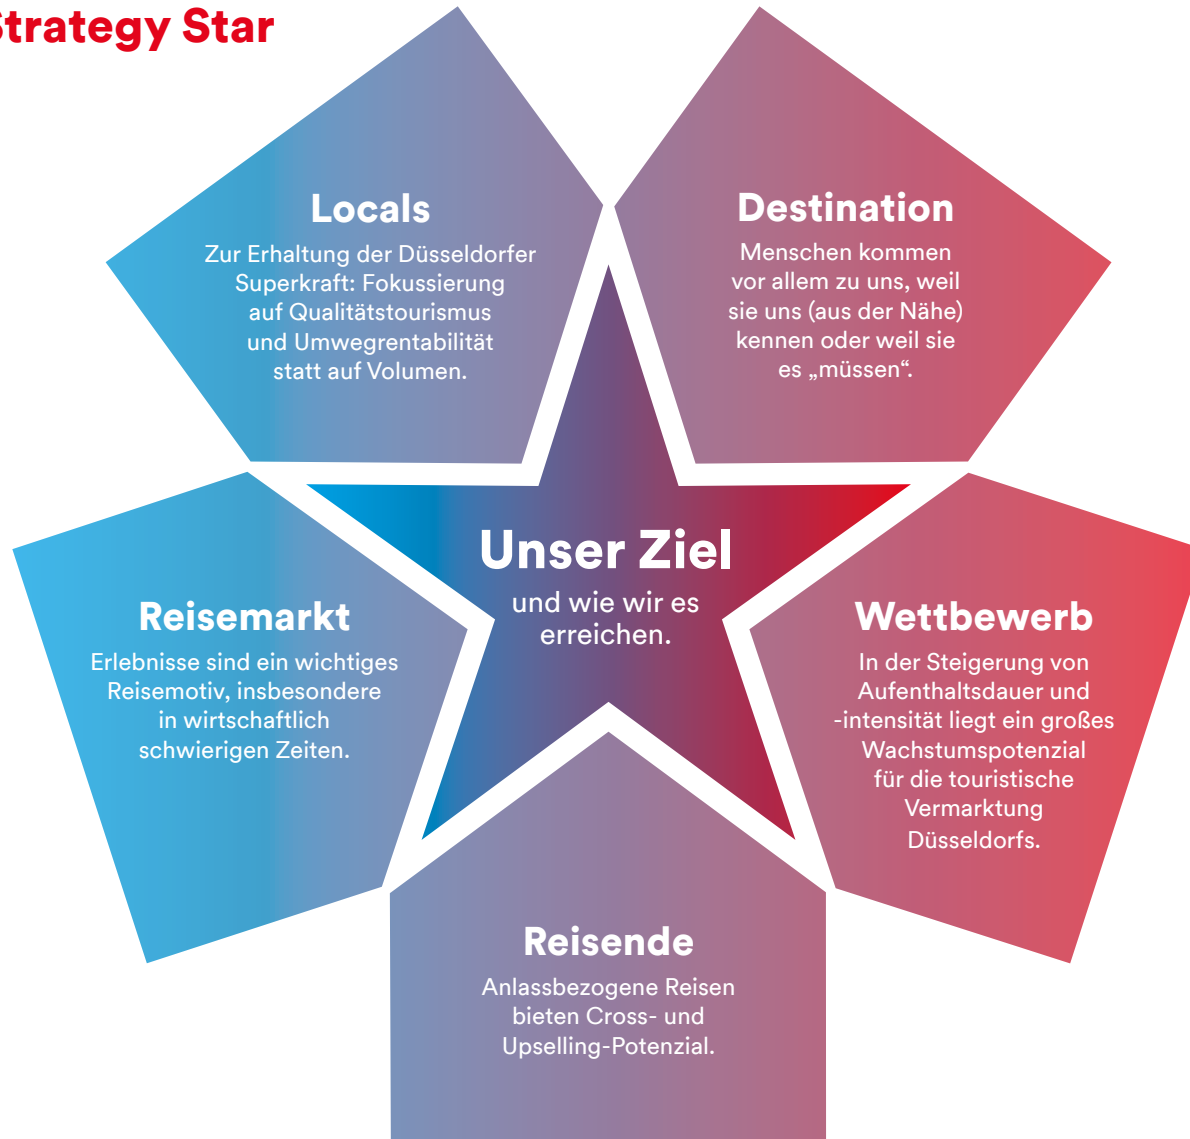 Strategy Star
Locals
Zur Erhaltung der Düsseldorfer
Superkraft: Fokussierung
auf Qualitätstourismus
und Umwegrentabilität
statt auf Volumen.
Destination
Menschen kommen
vor allem zu uns, weil
sie uns (aus der Nähe)
kennen oder weil sie
es „müssen“.
Unser Ziel
und wie wir es
erreichen.
Reisemarkt
Erlebnisse sind ein wichtiges
Reisemotiv, insbesondere
in wirtschaftlich
schwierigen Zeiten.
Wettbewerb
In der Steigerung von
Aufenthaltsdauer und
-intensität liegt ein großes
Wachstumspotenzial
für die touristische
Vermarktung
Düsseldorfs.
Reisende
Anlassbezogene Reisen
bieten Cross- und
Upselling-Potenzial.